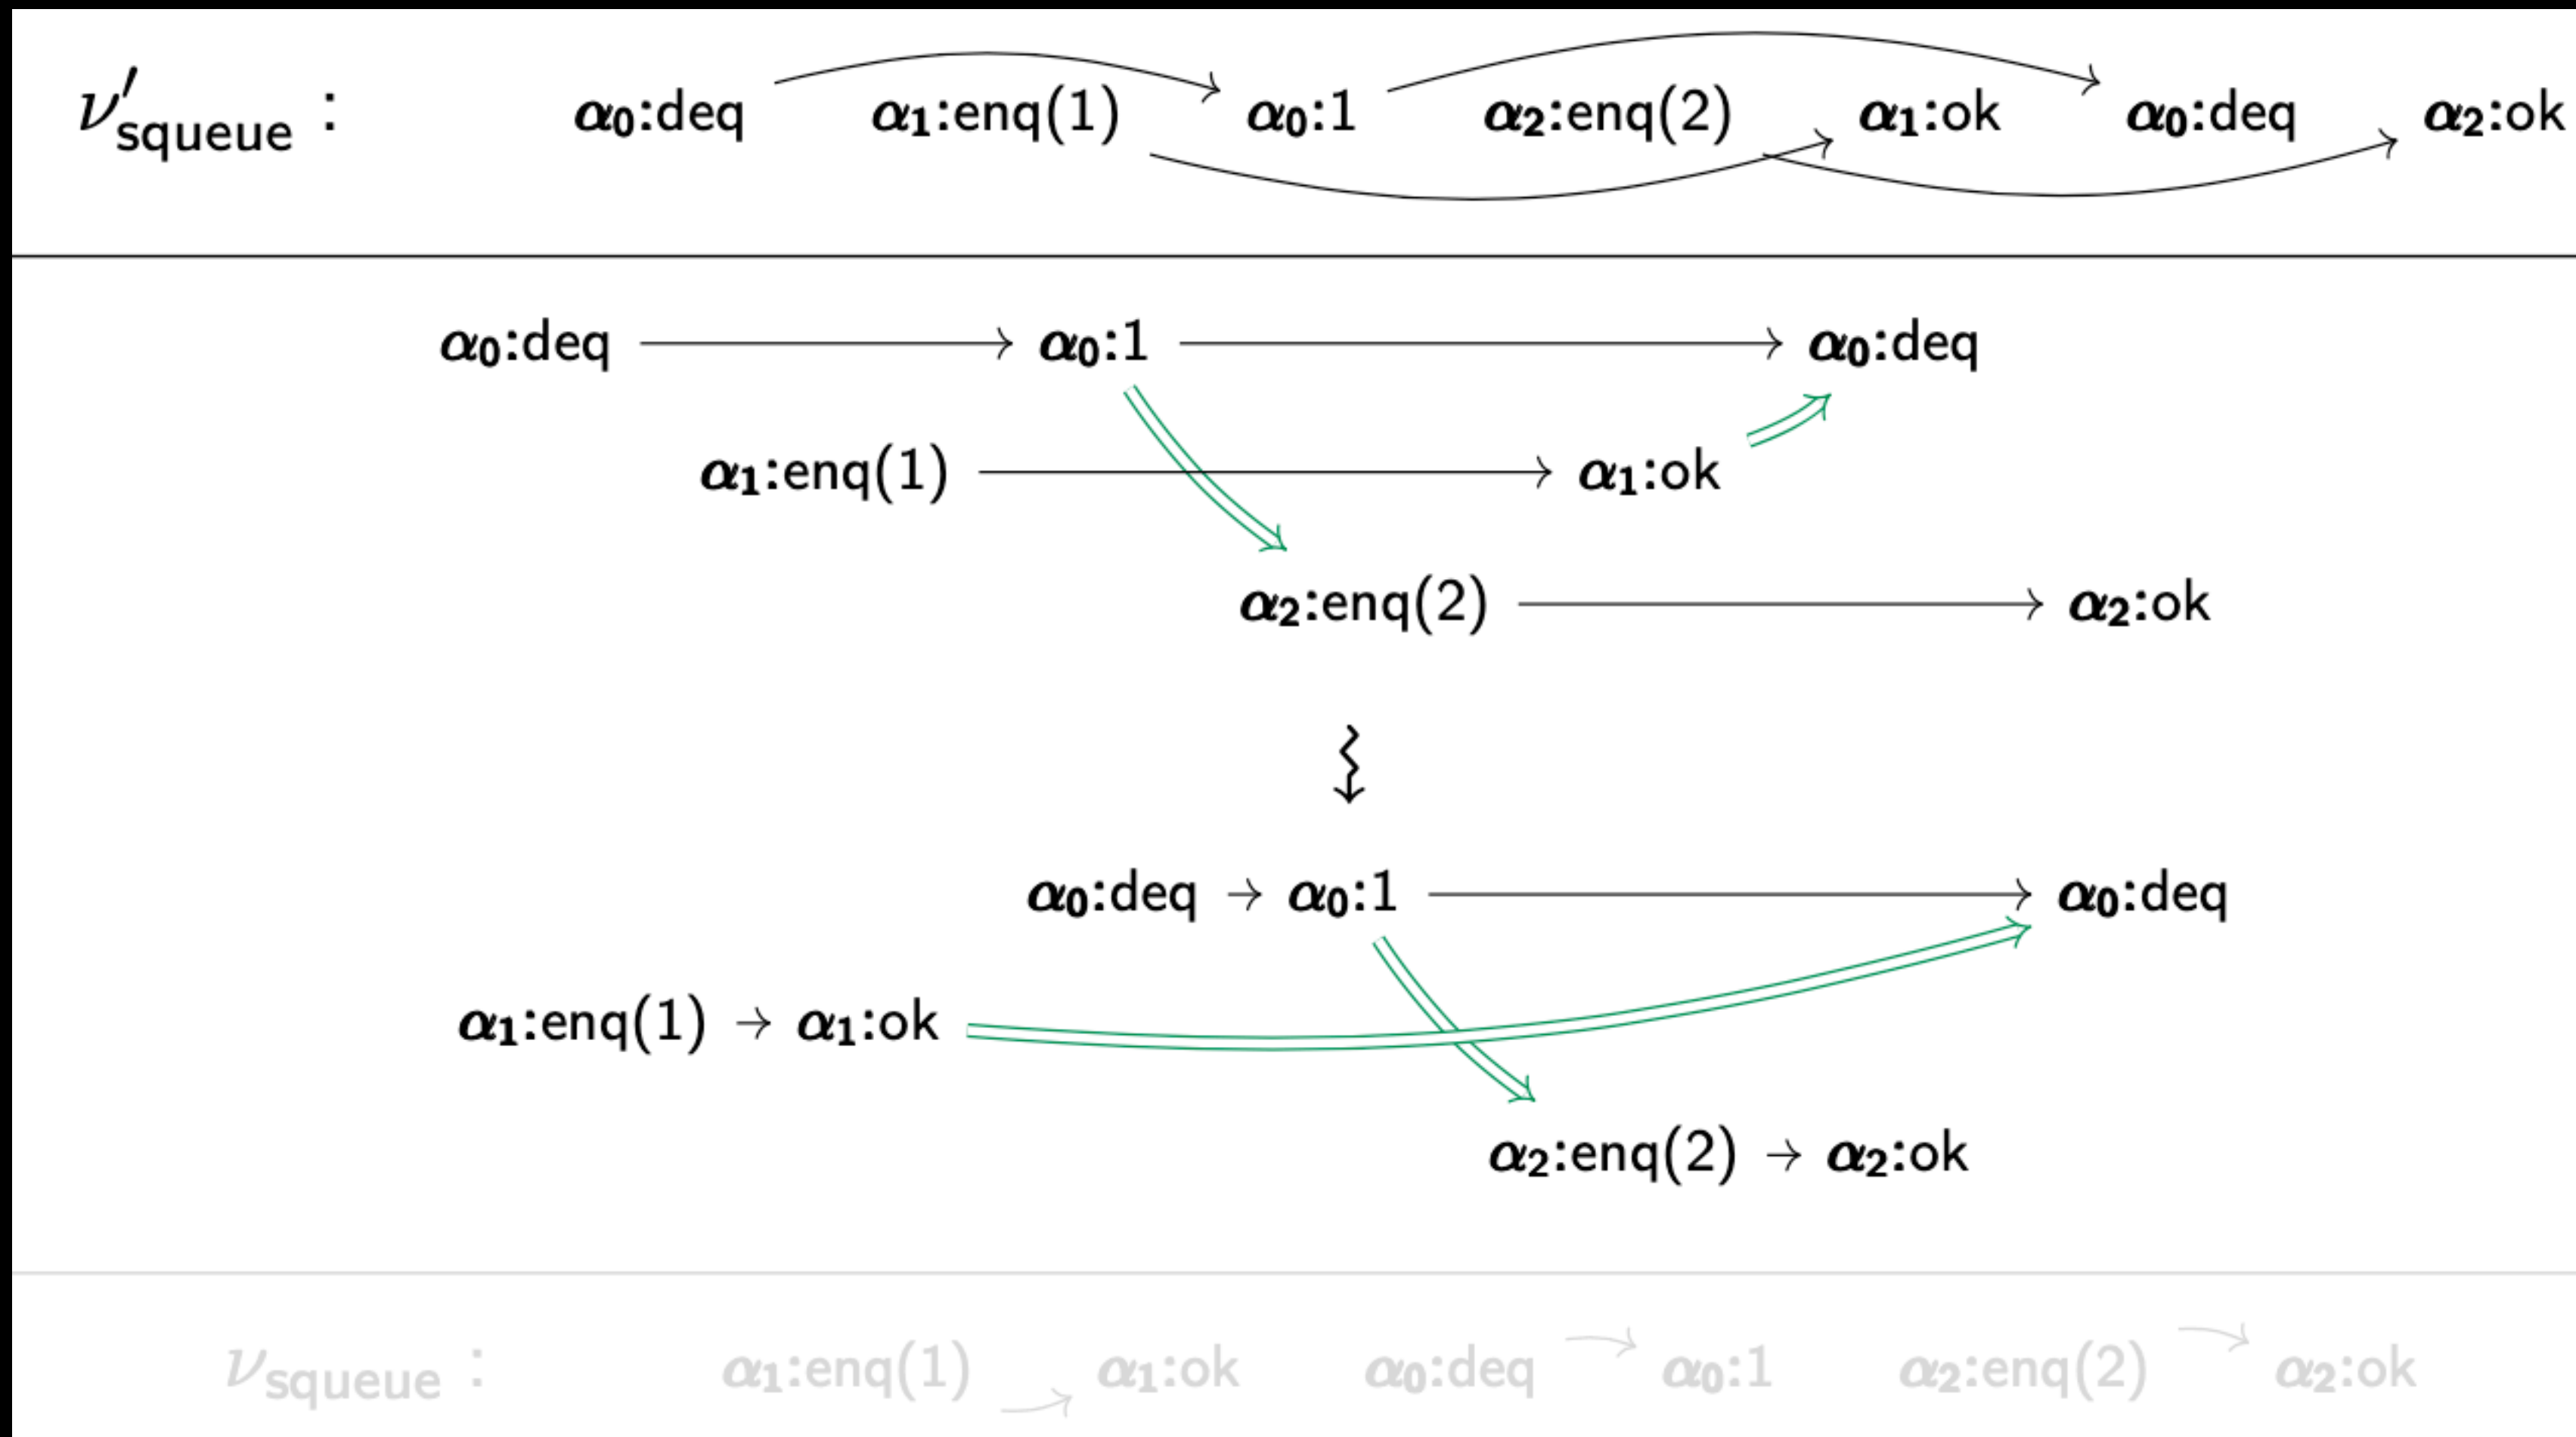 ν′squeue : α0:deq α1:enq(1) α0:1 α2:enq(2) α1:ok α0:deq α2:ok
α0:deq → α0:1 → α0:deq
α1:enq(1) → α1:ok
α2:enq(2) → α2:ok
α0:deq → α0:1 → α0:deq
α1:enq(1) → α1:ok
α2:enq(2) → α2:ok
νsqueue : α1:enq(1) α1:ok α0:deq α0:1 α2:enq(2) α2:ok